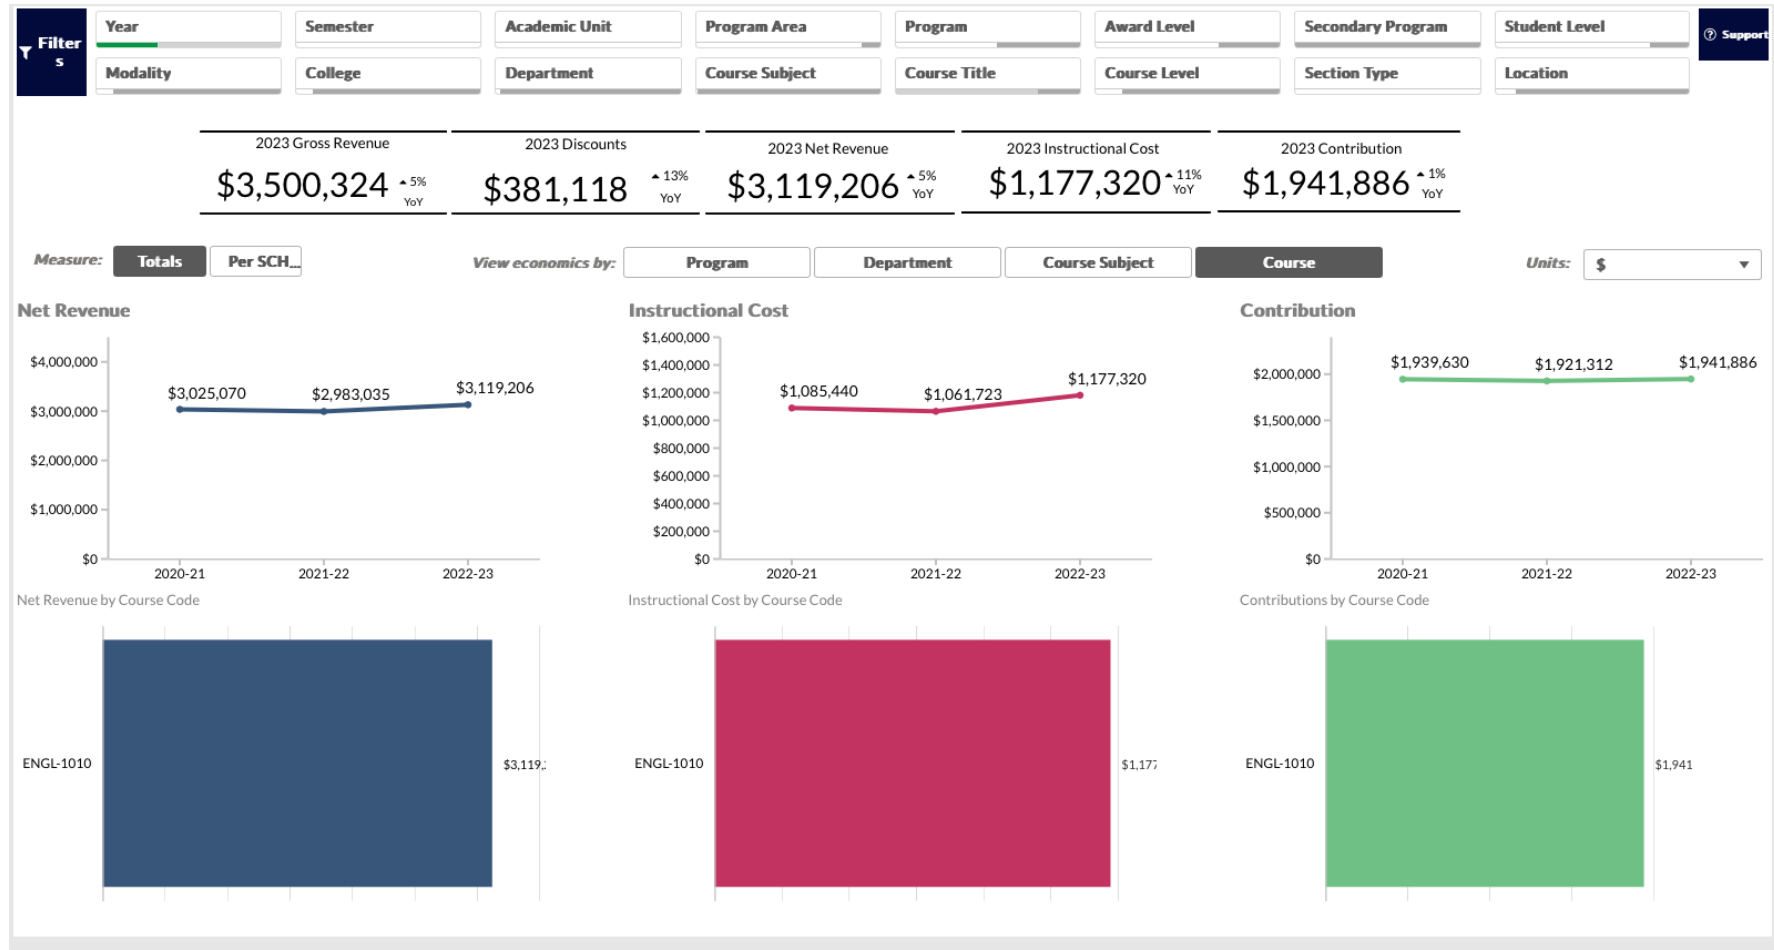 Filter
s
Year
Semester
Academic Unit
Program Area
Program
Award Level
Secondary Program
Student Level
Support
Modality
College
Department
Course Subject
Course Title
Course Level
Section Type
Location
2023 Gross Revenue
$3,500,324
5%
YoY
2023 Discounts
$381,118
13%
YoY
2023 Net Revenue
$3,119,206
5%
YoY
2023 Instructional Cost
$1,177,320
11%
YoY
2023 Contribution
$1,941,886
1%
YoY
Measure:
Totals
Per SCH...
View economics by:
Program
Department
Course Subject
Course
Units:
$
Net Revenue
$4,000,000
$3,000,000
$2,000,000
$1,000,000
$0
$3,025,070
$2,983,035
$3,119,206
2020-21
2021-22
2022-23
Instructional Cost
$1,600,000
$1,400,000
$1,200,000
$1,000,000
$800,000
$600,000
$400,000
$200,000
$0
$1,085,440
$1,061,723
$1,177,320
2020-21
2021-22
2022-23
Contribution
$2,000,000
$1,500,000
$1,000,000
$500,000
$0
$1,939,630
$1,921,312
$1,941,886
2020-21
2021-22
2022-23
Net Revenue by Course Code
ENGL-1010
$3,119,
Instructional Cost by Course Code
ENGL-1010
$1,177
Contributions by Course Code
ENGL-1010
$1,941